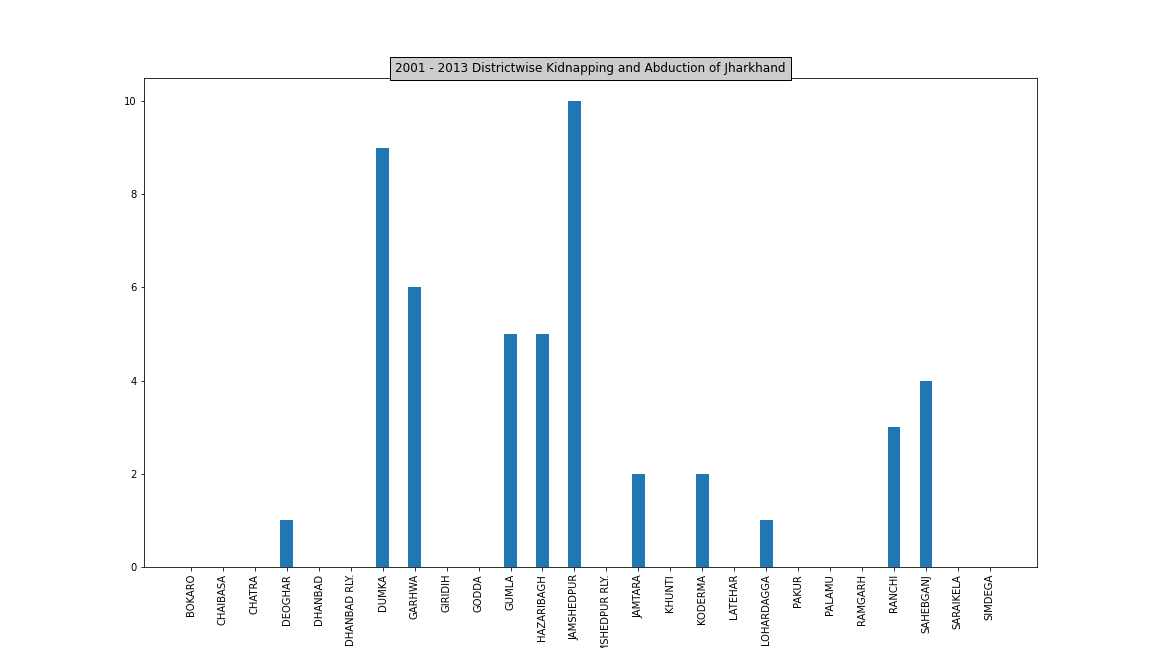 2001 - 2013 Districtwise Kidnapping and Abduction of Jharkhand
10
8
6
4
2
0
BOKARO
CHAIBASA
CHATRA
DEOGHAR
DHANBAD
DHANBAD RLY.
DUMKA
GARHWA
GIRIDIH
GODDA
GUMLA
HAZARIBAGH
JAMSHEDPUR
MSHEDPUR RLY.
JAMTARA
KHUNTI
KODERMA
LATEHAR
LOHARDAGGA
PAKUR
PALAMU
RAMGARH
RANCHI
SAHEBGANJ
SARAIKELA
SIMDEGA